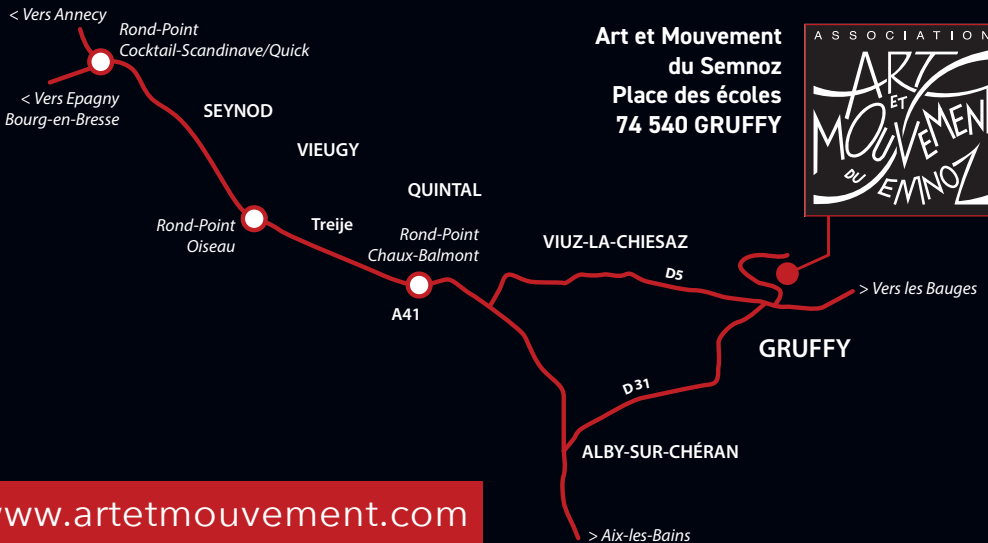 < Vers Annecy
Rond-Point
Cocktail-Scandinave/Quick
< Vers Epagny
Bourg-en-Bresse
SEYNOD
VIEUGY
QUINTAL
Rond-Point
Oiseau
Treije
Rond-Point
Chaux-Balmont
A41
VIUZ-LA-CHIESAZ
D5
> Vers les Bauges
GRUFFY
D31
ALBY-SUR-CHÉRAN
> Aix-les-Bains
Art et Mouvement
du Semnoz
Place des écoles
74 540 GRUFFY
ASSOCIATION
ART
ET
MOUVEMENT
DU SEMNOZ
www.artetmouvement.com